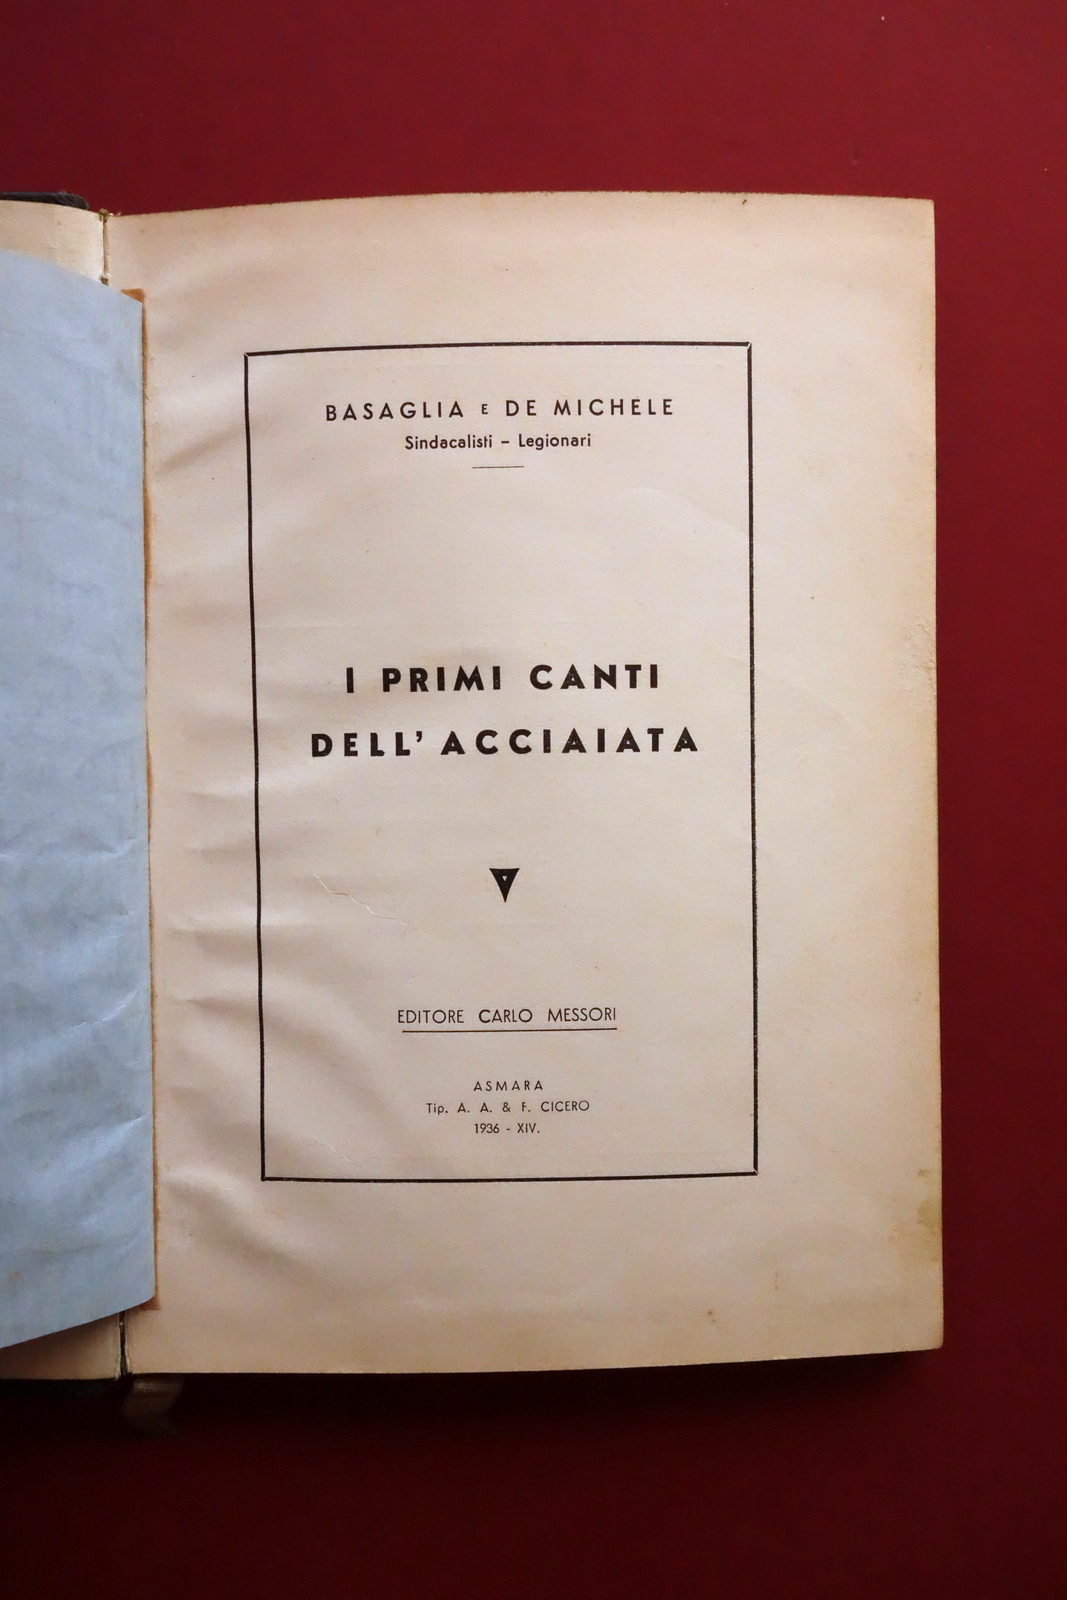 BASAGLIA E DE MICHELE
Sindacalisti - Legionari
I PRIMI CANTI
DELL' ACCIAIATA
EDITORE CARLO MESSORI
ASMARA
Tip. A. A. & F. CICERO
1936 - XIV.